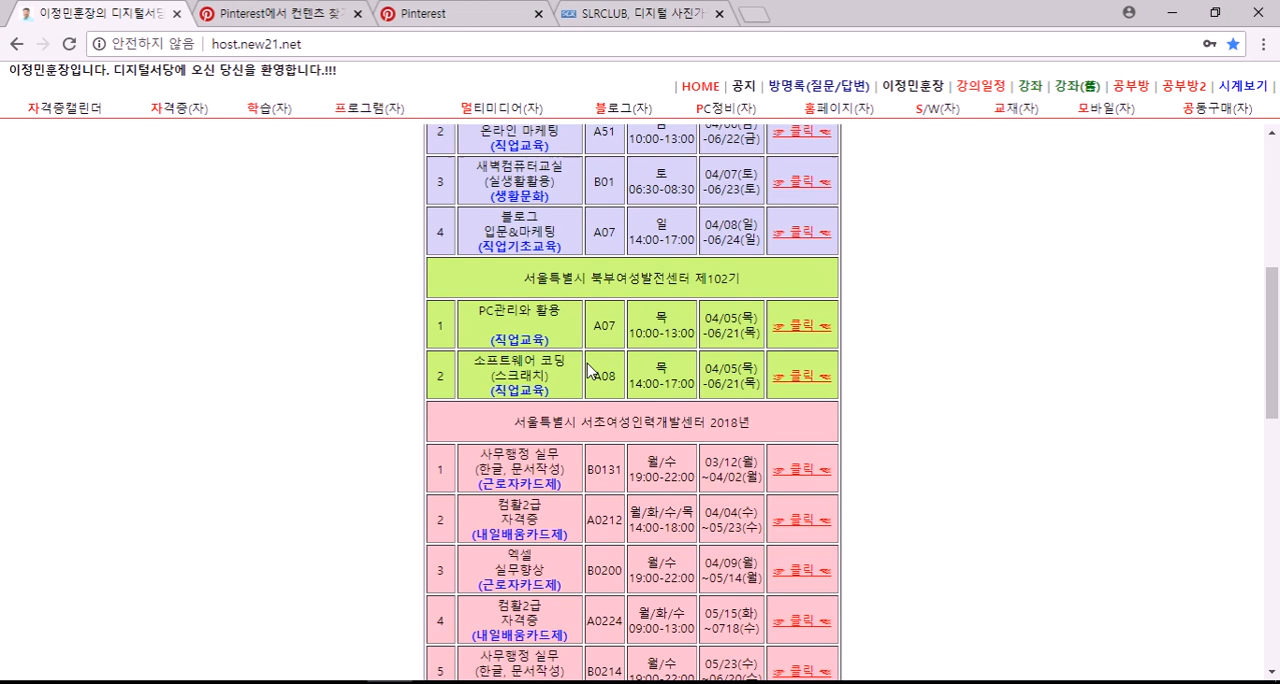 이정민훈장의 디지털서당
Pinterest에서 컨텐츠 찾기
Pinterest
SLRCLUB, 디지털 사진가
안전하지 않음 | host.new21.net
이정민훈장입니다. 디지털서당에 오신 당신을 환영합니다.!!!
| HOME | 공지 | 방명록(질문/답변) | 이정민훈장 | 강의일정 | 강좌 | 강좌(舊) | 공부방 | 공부방2 | 시계보기 |
자격증캘린더 자격증(자) 학습(자) 프로그램(자) 멀티미디어(자) 블로그(자) PC정비(자) 홈페이지(자) S/W(자) 교재(자) 모바일(자) 공동구매(자)
2 온라인 마케팅 (직업교육) A51 10:00-13:00 -06/22(금) ☞ 클릭 ☜
3 새벽컴퓨터교실 (실생활활용) (생활문화) B01 토 06:30-08:30 04/07(토) -06/23(토) ☞ 클릭 ☜
4 블로그 입문&마케팅 (직업기초교육) A07 일 14:00-17:00 04/08(일) -06/24(일) ☞ 클릭 ☜
서울특별시 북부여성발전센터 제102기
1 PC관리와 활용 (직업교육) A07 목 10:00-13:00 04/05(목) -06/21(목) ☞ 클릭 ☜
2 소프트웨어 코딩 (스크래치) (직업교육) A08 목 14:00-17:00 04/05(목) -06/21(목) ☞ 클릭 ☜
서울특별시 서초여성인력개발센터 2018년
1 사무행정 실무 (한글, 문서작성) (근로자카드제) B0131 월/수 19:00-22:00 03/12(월) ~04/02(월) ☞ 클릭 ☜
2 컴활2급 자격증 (내일배움카드제) A0212 월/화/수/목 14:00-18:00 04/04(수) ~05/23(수) ☞ 클릭 ☜
3 엑셀 실무향상 (근로자카드제) B0200 월/수 19:00-22:00 04/09(월) ~05/14(월) ☞ 클릭 ☜
4 컴활2급 자격증 (내일배움카드제) A0224 월/화/수 09:00-13:00 05/15(화) ~0718(수) ☞ 클릭 ☜
5 사무행정 실무 (한글, 문서작성) B0214 월/수 19:00-22:00 05/23(수) ~06/20(수) ☞ 클릭 ☜